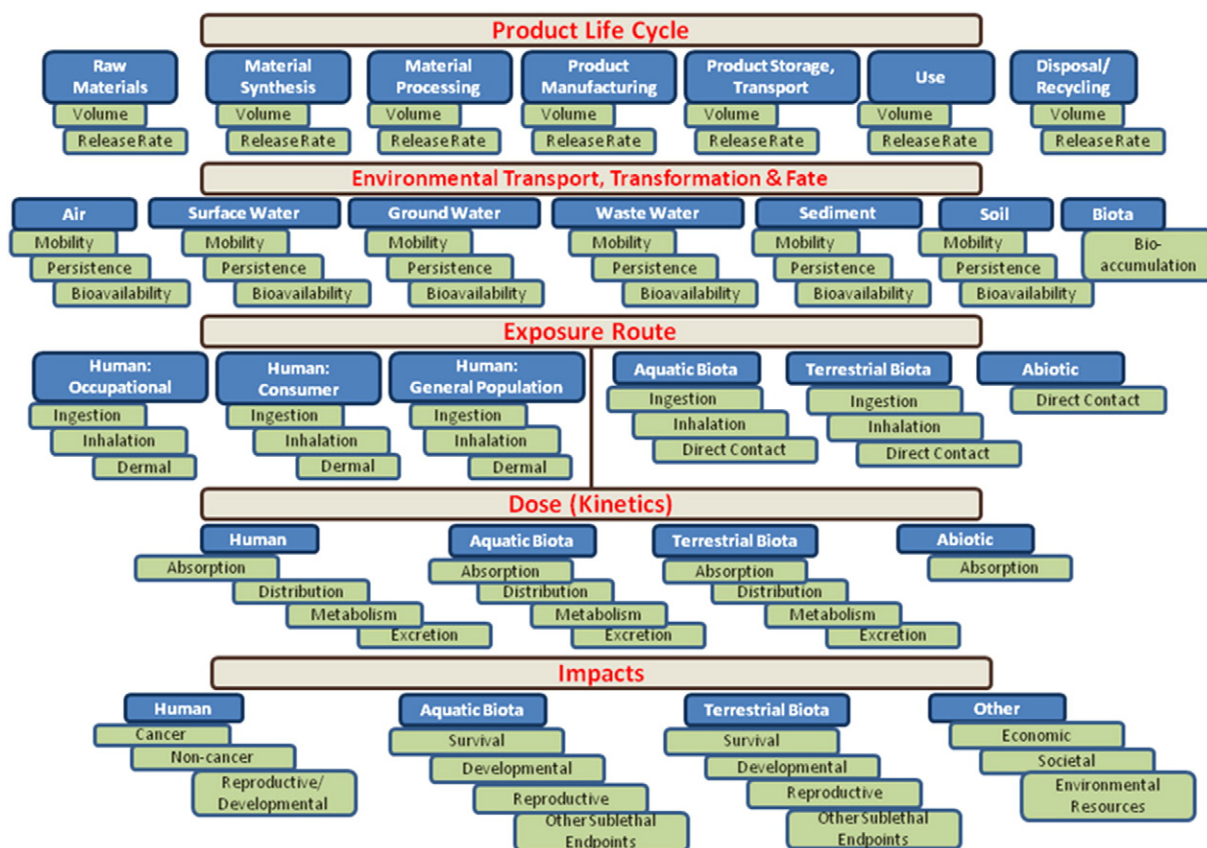 Product Life Cycle
Raw
Materials
Volume
Release Rate
Material
Synthesis
Volume
Release Rate
Material
Processing
Volume
Release Rate
Product
Manufacturing
Volume
Release Rate
Product Storage,
Transport
Volume
Release Rate
Use
Volume
Release Rate
Disposal/
Recycling
Volume
Release Rate
Environmental Transport, Transformation & Fate
Air
Mobility
Persistence
Bioavailability
Surface Water
Mobility
Persistence
Bioavailability
Ground Water
Mobility
Persistence
Bioavailability
Waste Water
Mobility
Persistence
Bioavailability
Sediment
Mobility
Persistence
Bioavailability
Soil
Mobility
Persistence
Bioavailability
Biota
Bio-
accumulation
Exposure Route
Human:
Occupational
Ingestion
Inhalation
Dermal
Human:
Consumer
Ingestion
Inhalation
Dermal
Human:
General Population
Ingestion
Inhalation
Dermal
Aquatic Biota
Ingestion
Inhalation
Direct Contact
Terrestrial Biota
Ingestion
Inhalation
Direct Contact
Abiotic
Direct Contact
Dose (Kinetics)
Human
Absorption
Distribution
Metabolism
Excretion
Aquatic Biota
Absorption
Distribution
Metabolism
Excretion
Terrestrial Biota
Absorption
Distribution
Metabolism
Excretion
Abiotic
Absorption
Impacts
Human
Cancer
Non-cancer
Reproductive/
Developmental
Aquatic Biota
Survival
Developmental
Reproductive
Other Sublethal
Endpoints
Terrestrial Biota
Survival
Developmental
Reproductive
Other Sublethal
Endpoints
Other
Economic
Societal
Environmental
Resources